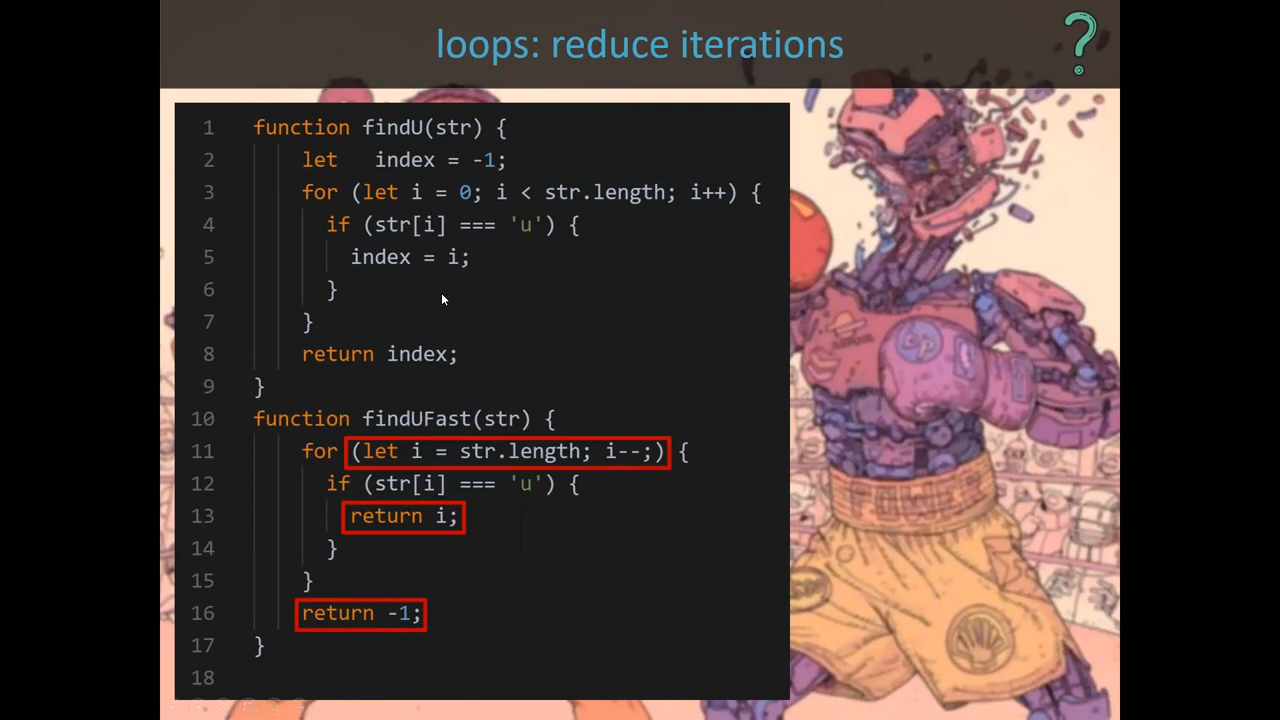 loops: reduce iterations
?
1 function findU(str) {
2 let index = -1;
3 for (let i = 0; i < str.length; i++) {
4 if (str[i] === 'u') {
5 index = i;
6 }
7 }
8 return index;
9 }
10 function findUFast(str) {
11 for (let i = str.length; i--;) {
12 if (str[i] === 'u') {
13 return i;
14 }
15 }
16 return -1;
17 }
18
POWER